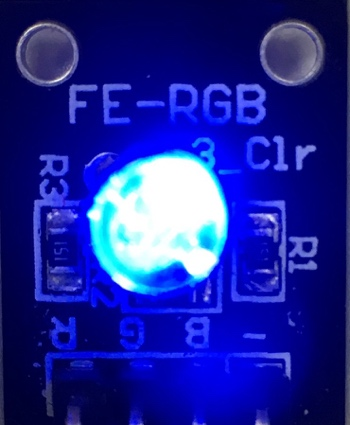 FE-RGB
3_Clr
R3
R1
R G B -